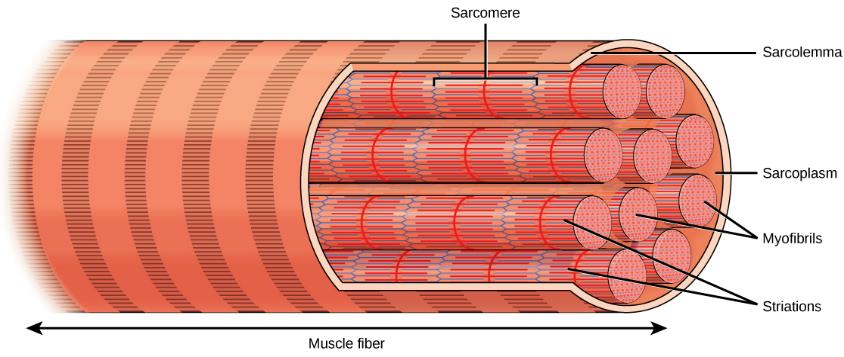 Sarcomere
Sarcolemma
Sarcoplasm
Myofibrils
Striations
Muscle fiber